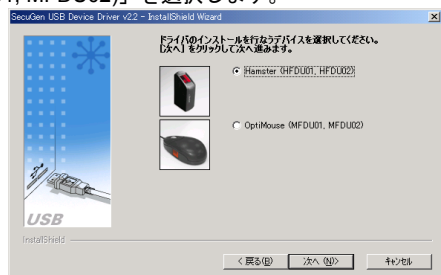 , MFDU02)」を選択します。
SecuGen USB Device Driver v2.2 - InstallShield Wizard
ドライバのインストールを行なうデバイスを選択してください。
[次へ] をクリックして次へ進みます。
Hamster (HFDU01, HFDU02)
OptiMouse (MFDU01, MFDU02)
USB
InstallShield
< 戻る(B)
次へ (N)>
キャンセル